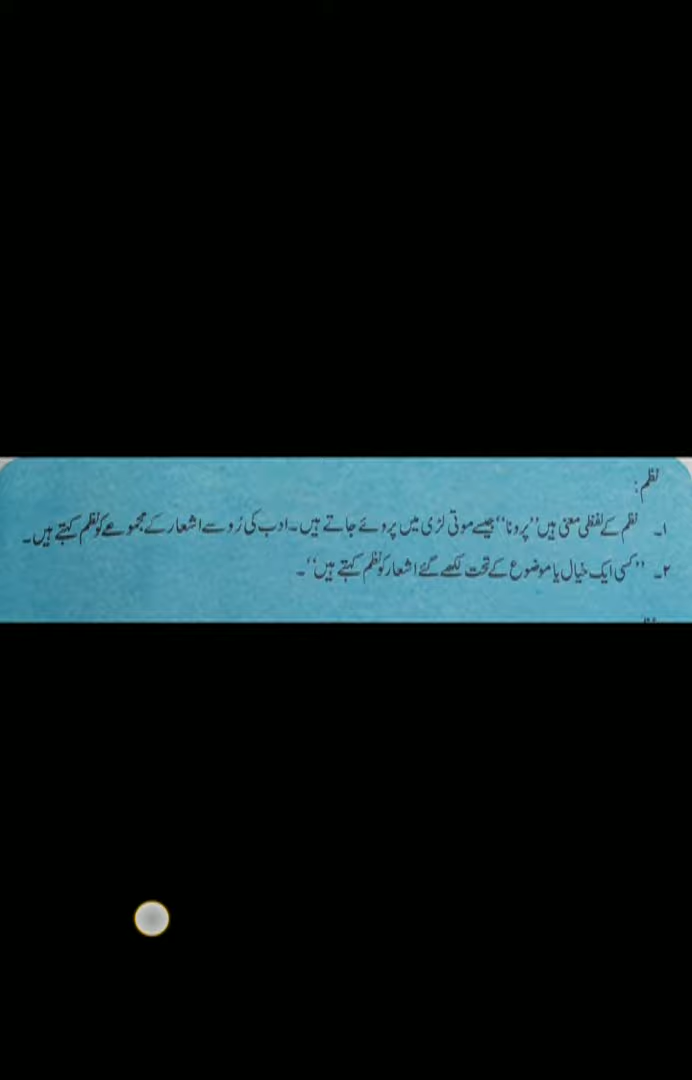 نظم:
۱۔ نظم کے لفظی معنی ہیں ”پرونا“ جیسے موتی لڑی میں پروئے جاتے ہیں۔ ادب کی رُو سے اشعار کے مجموعے کو نظم کہتے ہیں۔
۲۔ ”کسی ایک خیال یا موضوع کے تحت لکھے گئے اشعار کو نظم کہتے ہیں“۔